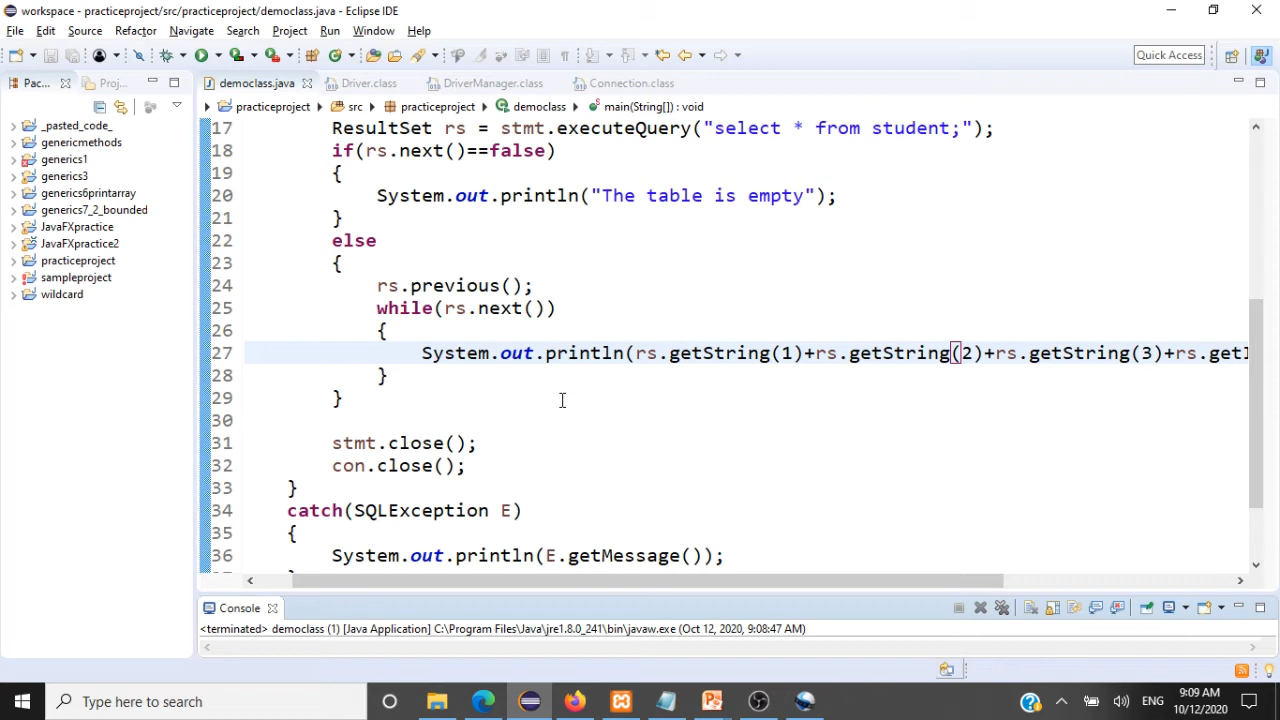 workspace - practiceproject/src/practiceproject/democlass.java - Eclipse IDE
File Edit Source Refactor Navigate Search Project Run Window Help
Quick Access
Pac... Proj... democlass.java Driver.class DriverManager.class Connection.class
practiceproject src practiceproject democlass main(String[]) : void
_pasted_code_
genericmethods
generics1
generics3
generics6printarray
generics7_2_bounded
JavaFXpractice
JavaFXpractice2
practiceproject
sampleproject
wildcard
17 ResultSet rs = stmt.executeQuery("select * from student;");
18 if(rs.next()==false)
19 {
20 System.out.println("The table is empty");
21 }
22 else
23 {
24 rs.previous();
25 while(rs.next())
26 {
27 System.out.println(rs.getString(1)+rs.getString(2)+rs.getString(3)+rs.getI
28 }
29 }
30
31 stmt.close();
32 con.close();
33 }
34 catch(SQLException E)
35 {
36 System.out.println(E.getMessage());
Console
<terminated> democlass (1) [Java Application] C:\Program Files\Java\jre1.8.0_241\bin\javaw.exe (Oct 12, 2020, 9:08:47 AM)
Type here to search
ENG
9:09 AM
10/12/2020